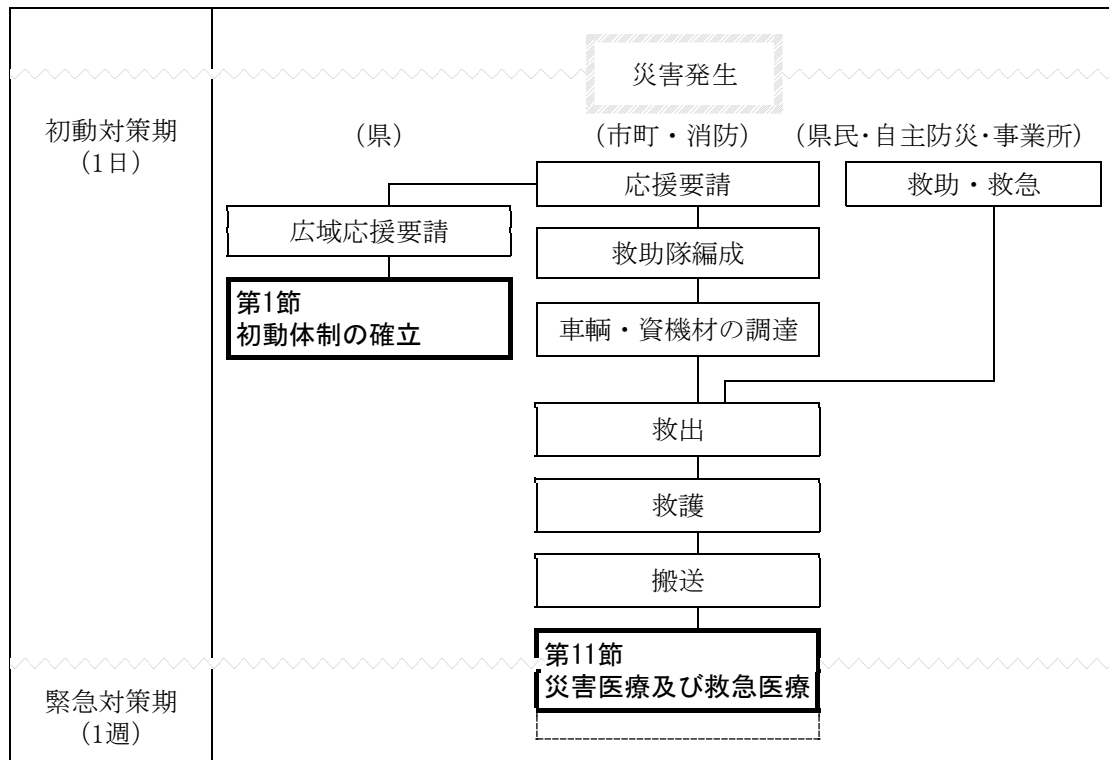 災害発生
初動対策期
(1日)
(県)
(市町・消防)
(県民・自主防災・事業所)
応援要請
救助・救急
広域応援要請
救助隊編成
第1節
初動体制の確立
車輌・資機材の調達
救出
救護
搬送
第11節
災害医療及び救急医療
緊急対策期
(1週)